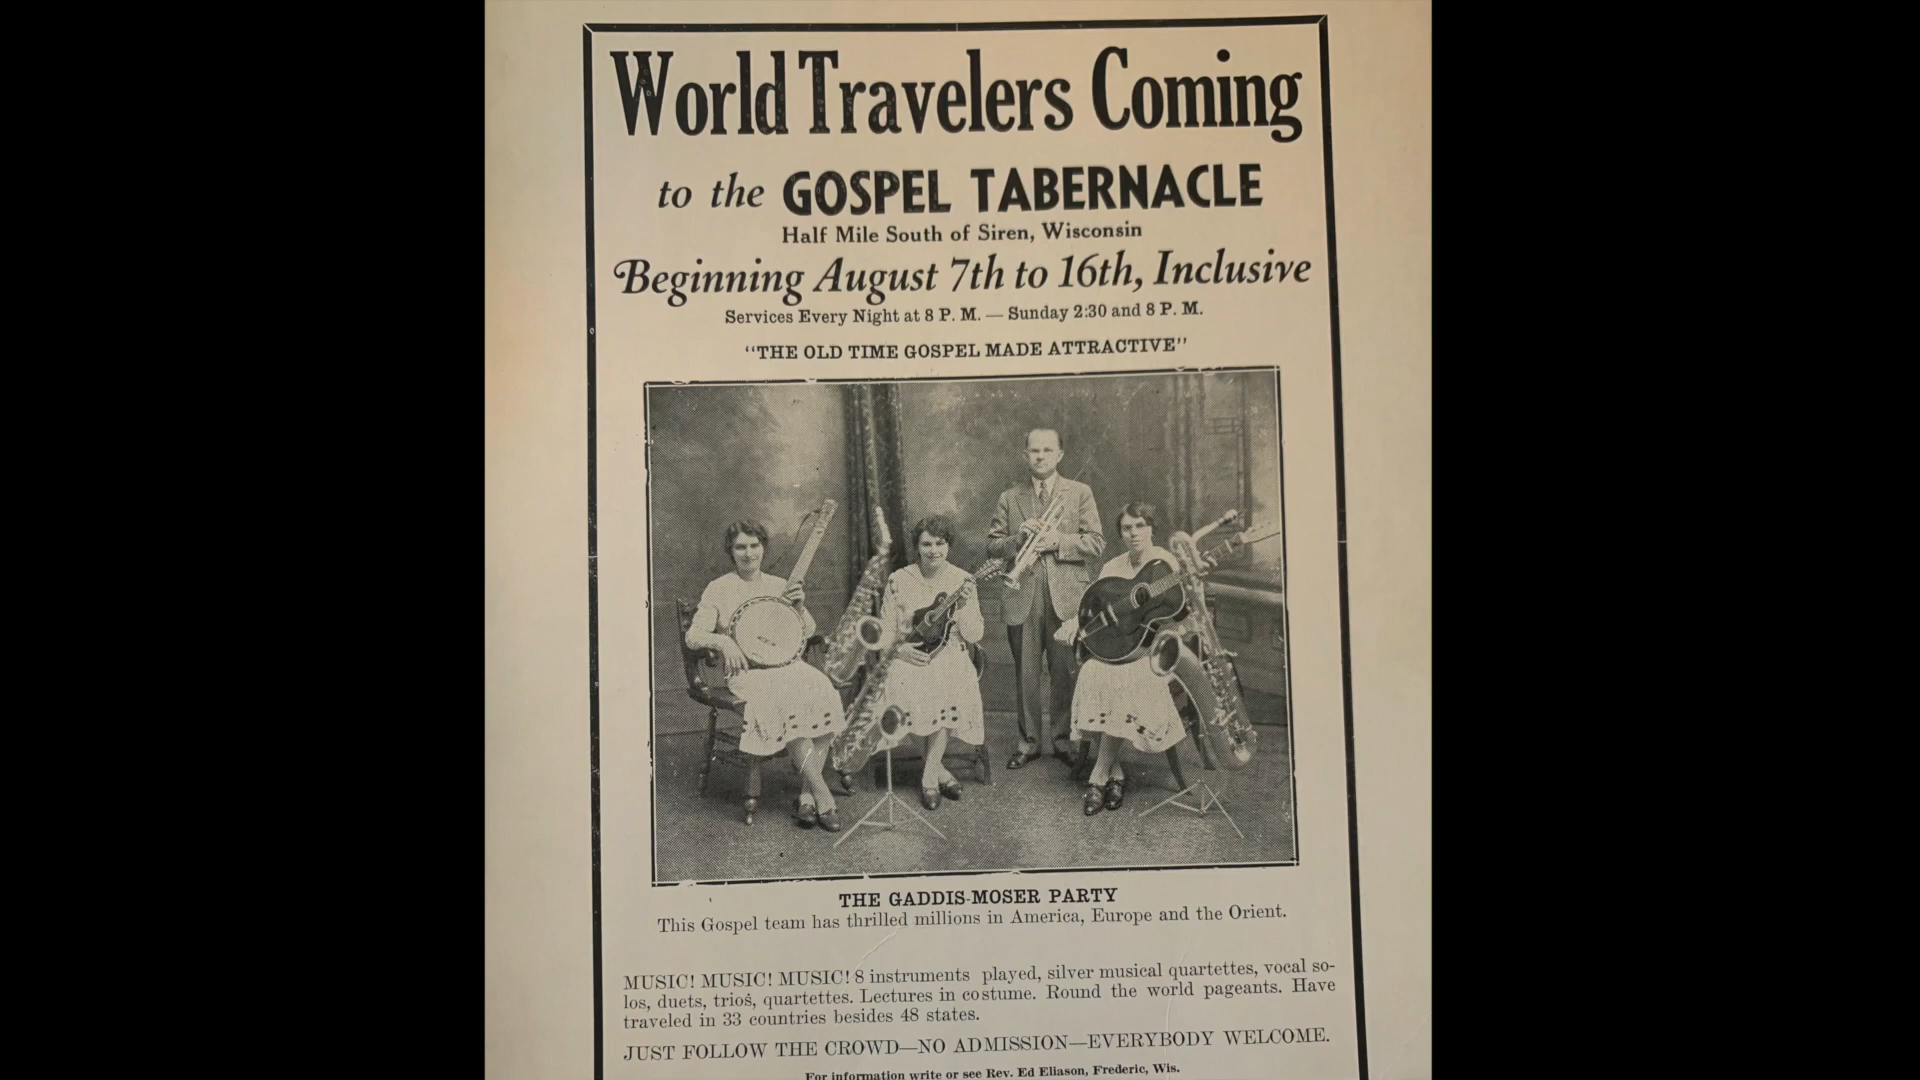 World Travelers Coming
to the GOSPEL TABERNACLE
Half Mile South of Siren, Wisconsin
Beginning August 7th to 16th, Inclusive
Services Every Night at 8 P. M. — Sunday 2:30 and 8 P. M.
"THE OLD TIME GOSPEL MADE ATTRACTIVE"
THE GADDIS-MOSER PARTY
This Gospel team has thrilled millions in America, Europe and the Orient.
MUSIC! MUSIC! MUSIC! 8 instruments played, silver musical quartettes, vocal so-
los, duets, trios, quartettes. Lectures in costume. Round the world pageants. Have
traveled in 33 countries besides 48 states.
JUST FOLLOW THE CROWD—NO ADMISSION—EVERYBODY WELCOME.
For information write or see Rev. Ed Eliason, Frederic, Wis.